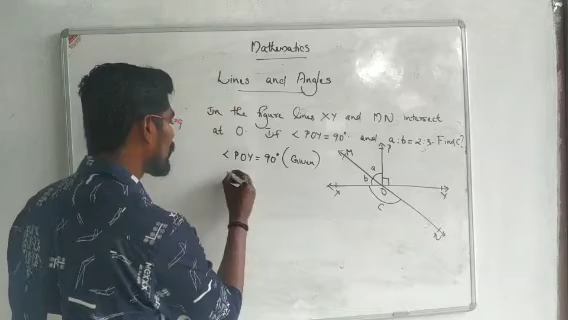 Mathematics
Lines and Angles
In the figure lines XY and MN intersect
at O. If <POY=90° and a:b=2:3. Find C?
<POY=90° (Given)
M
P
a
b
X
O
Y
C
N